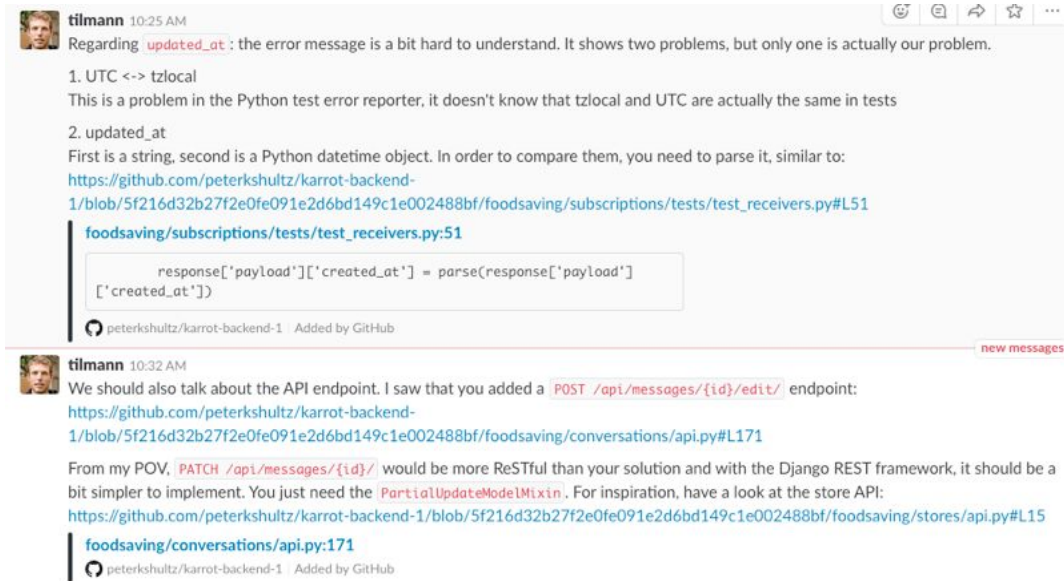 tilmann 10:25 AM
Regarding updated_at : the error message is a bit hard to understand. It shows two problems, but only one is actually our problem.
1. UTC <-> tzlocal
This is a problem in the Python test error reporter, it doesn't know that tzlocal and UTC are actually the same in tests
2. updated_at
First is a string, second is a Python datetime object. In order to compare them, you need to parse it, similar to:
https://github.com/peterkshultz/karrot-backend-
1/blob/5f216d32b27f2e0fe091e2d6bd149c1e002488bf/foodsaving/subscriptions/tests/test_receivers.py#L51
foodsaving/subscriptions/tests/test_receivers.py:51
response['payload']['created_at'] = parse(response['payload']
['created_at'])
peterkshultz/karrot-backend-1 | Added by GitHub
new messages
tilmann 10:32 AM
We should also talk about the API endpoint. I saw that you added a POST /api/messages/{id}/edit/ endpoint:
https://github.com/peterkshultz/karrot-backend-
1/blob/5f216d32b27f2e0fe091e2d6bd149c1e002488bf/foodsaving/conversations/api.py#L171
From my POV, PATCH /api/messages/{id}/ would be more ReSTful than your solution and with the Django REST framework, it should be a
bit simpler to implement. You just need the PartialUpdateModelMixin . For inspiration, have a look at the store API:
https://github.com/peterkshultz/karrot-backend-1/blob/5f216d32b27f2e0fe091e2d6bd149c1e002488bf/foodsaving/stores/api.py#L15
foodsaving/conversations/api.py:171
peterkshultz/karrot-backend-1 | Added by GitHub